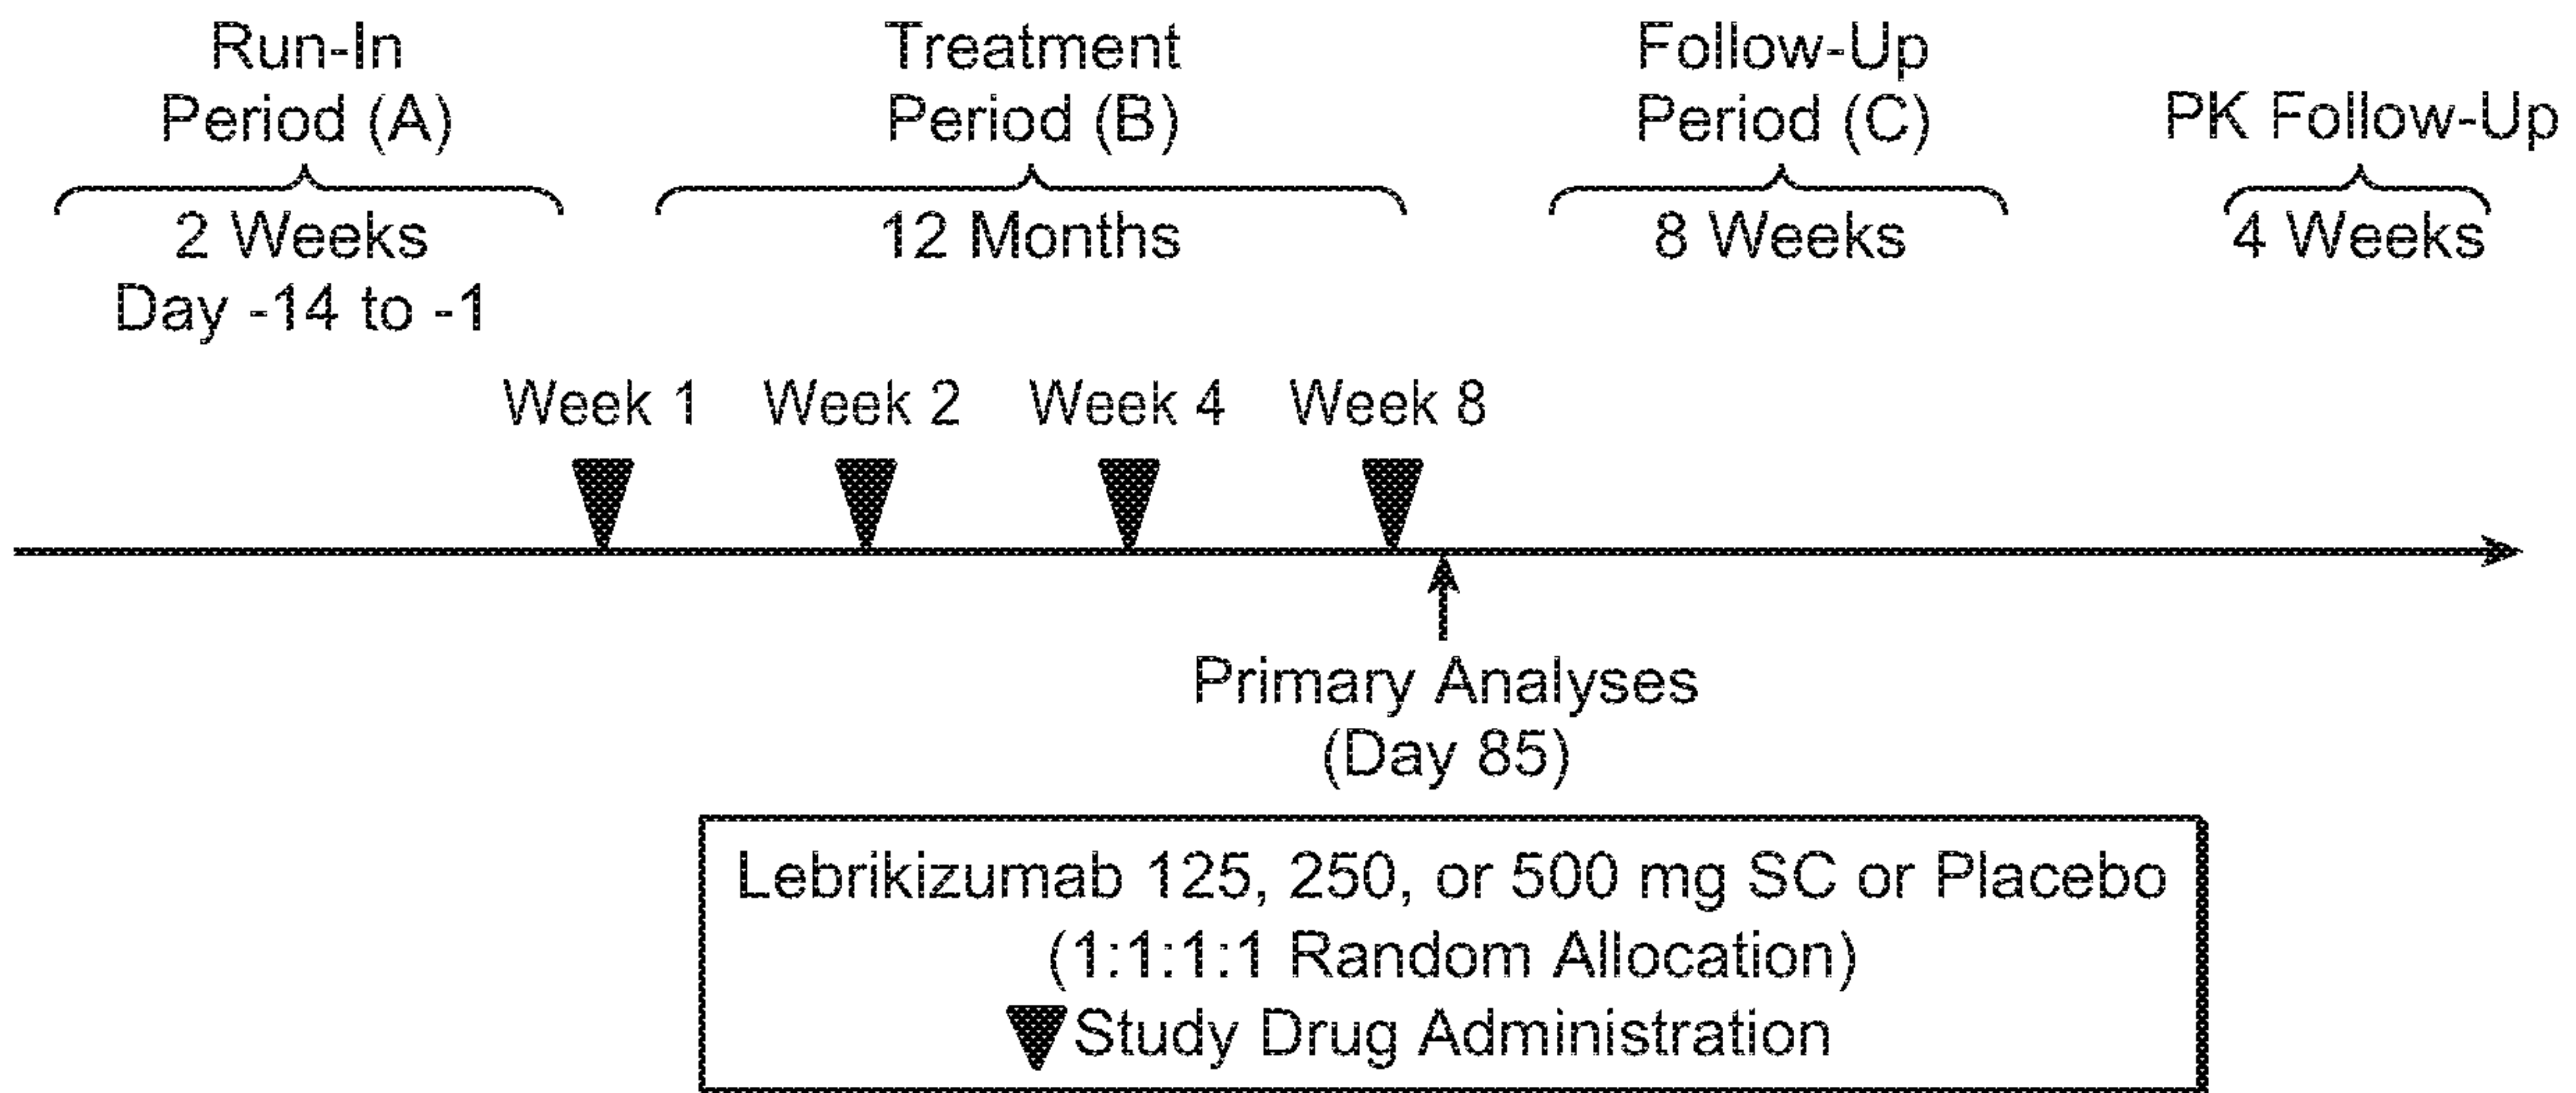 Run-In
Period (A)
2 Weeks
Day -14 to -1
Treatment
Period (B)
12 Months
Follow-Up
Period (C)
8 Weeks
PK Follow-Up
4 Weeks
Week 1
Week 2
Week 4
Week 8
Primary Analyses
(Day 85)
Lebrikizumab 125, 250, or 500 mg SC or Placebo
(1:1:1:1 Random Allocation)
Study Drug Administration